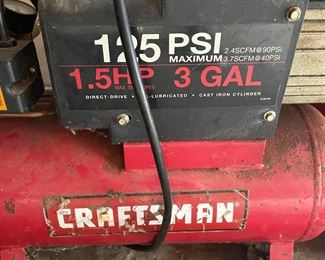 125 PSI 2.4SCFM@90PSI
MAXIMUM 3.7SCFM@40PSI
1.5HP 3 GAL
MAX.
DIRECT-DRIVE • LUBRICATED • CAST IRON CYLINDER
CRAFTSMAN